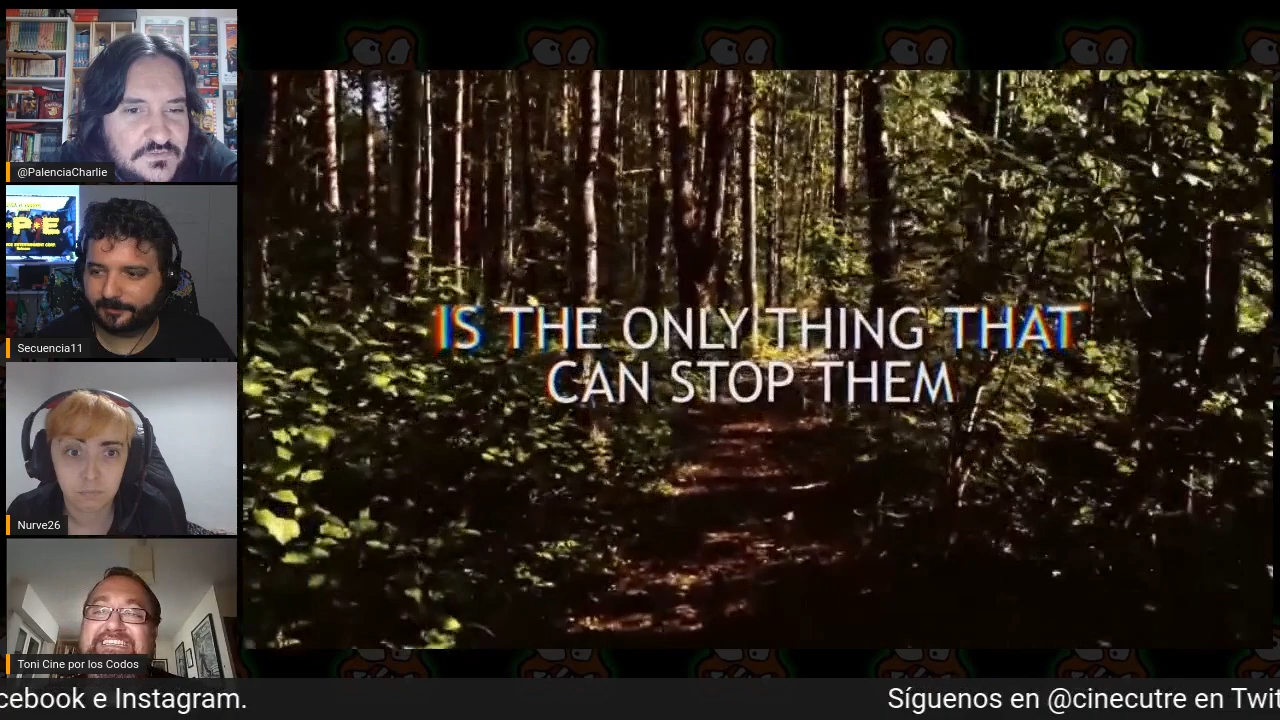 @PalenciaCharlie
P*E
Secuencia11
Nurve26
Toni Cine por los Codos
IS THE ONLY THING THAT
CAN STOP THEM
cebook e Instagram.
Síguenos en @cinecutre en Twit